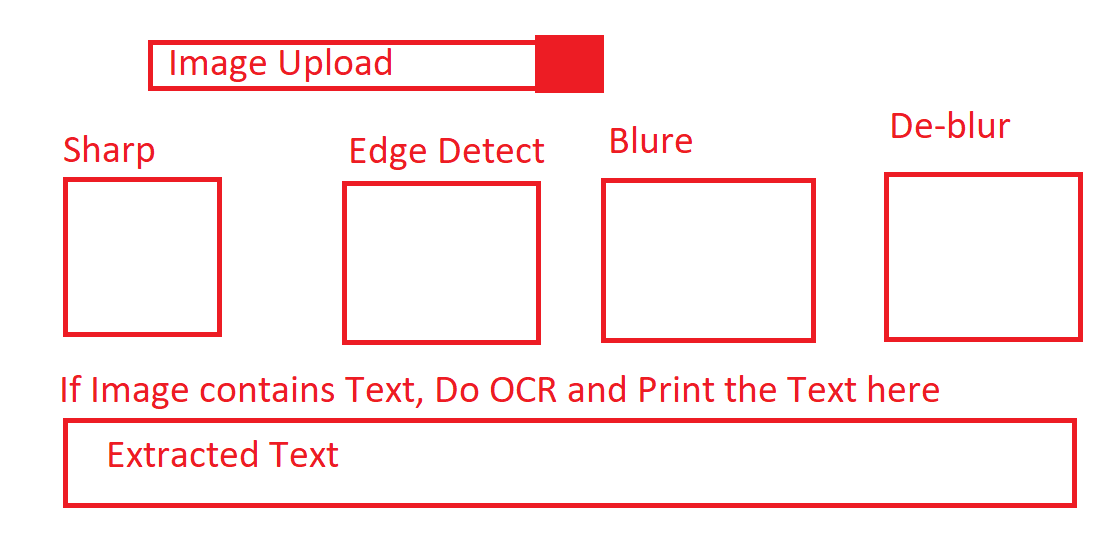 Image Upload
Sharp
Edge Detect
Blure
De-blur
If Image contains Text, Do OCR and Print the Text here
Extracted Text